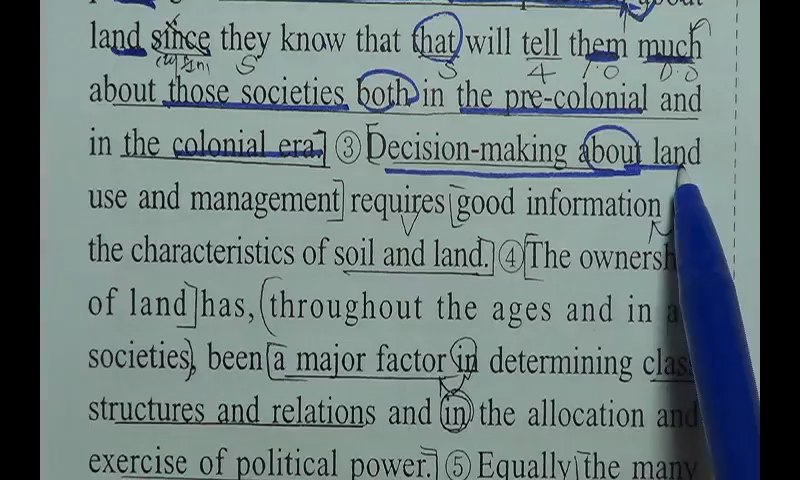 about
land since they know that that will tell them much
S S 4 I.O D.O
about those societies both in the pre-colonial and
in the colonial era. ③ Decision-making about land
use and management requires good information
V
the characteristics of soil and land. ④ The owners
of land has, throughout the ages and in a
societies, been a major factor in determining clas
structures and relations and in the allocation and
exercise of political power. ⑤ Equally the many